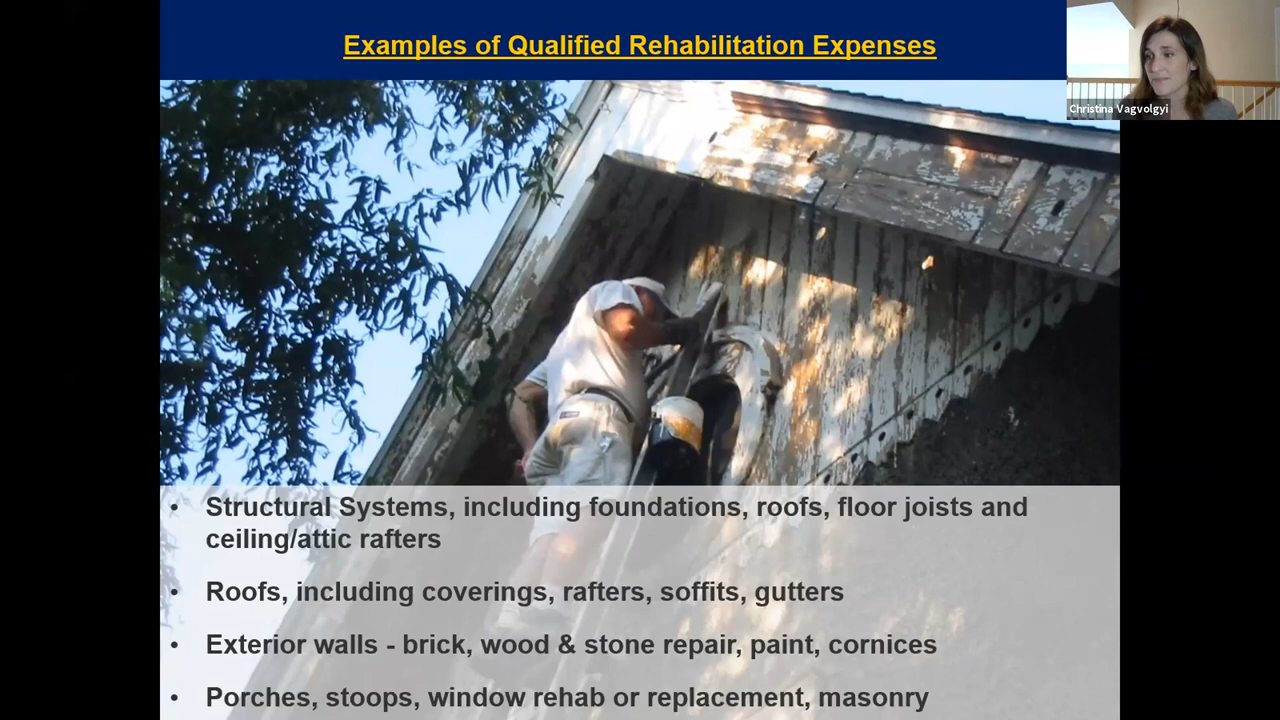 Examples of Qualified Rehabilitation Expenses
Christina Vagvolgyi
• Structural Systems, including foundations, roofs, floor joists and
ceiling/attic rafters
• Roofs, including coverings, rafters, soffits, gutters
• Exterior walls - brick, wood & stone repair, paint, cornices
• Porches, stoops, window rehab or replacement, masonry